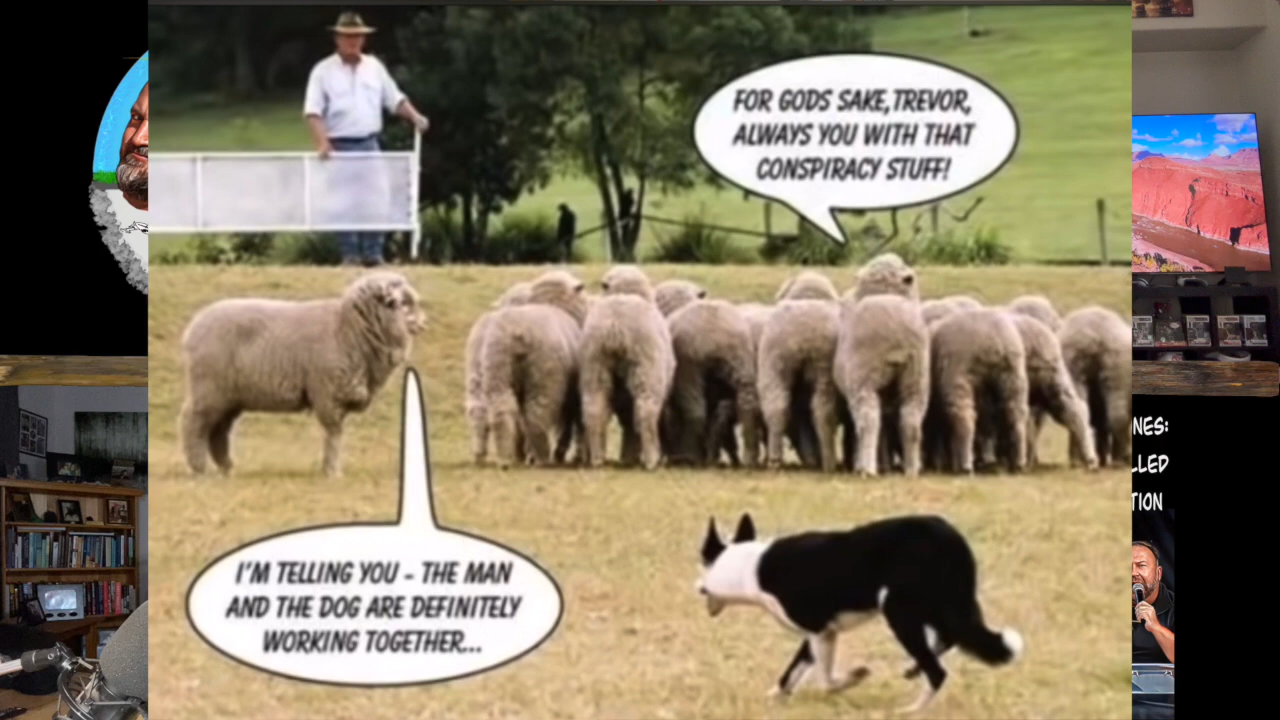 FOR GODS SAKE, TREVOR,
ALWAYS YOU WITH THAT
CONSPIRACY STUFF!
I'M TELLING YOU - THE MAN
AND THE DOG ARE DEFINITELY
WORKING TOGETHER...
NES:
LLED
TION